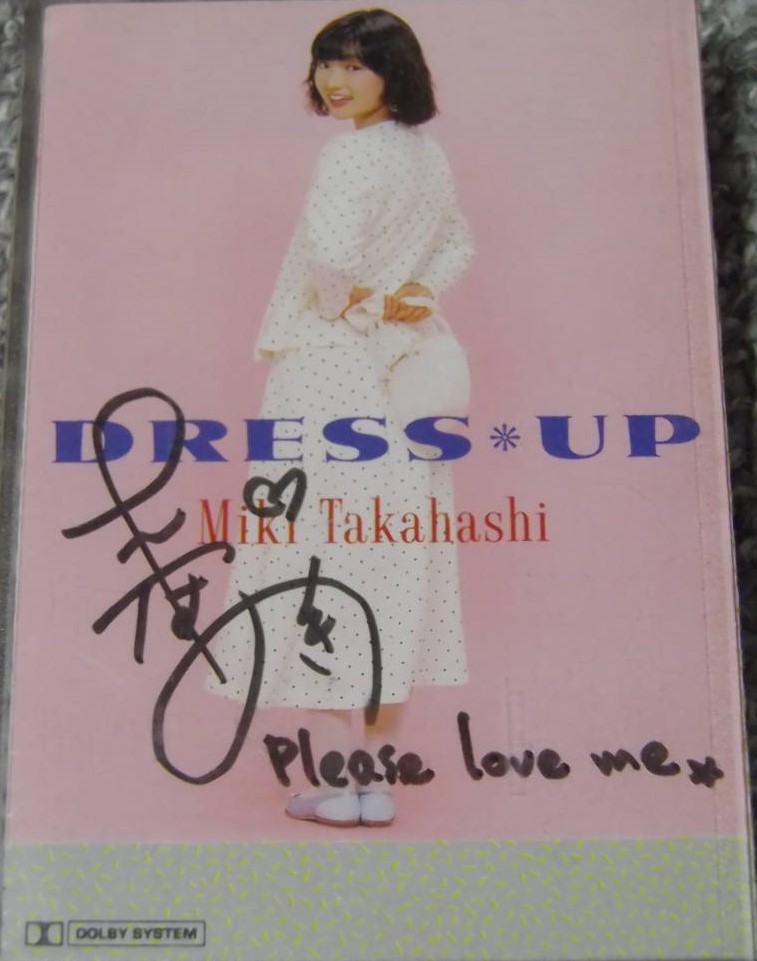 DRESS*UP
Miki Takahashi
Please love me*
DOLBY SYSTEM